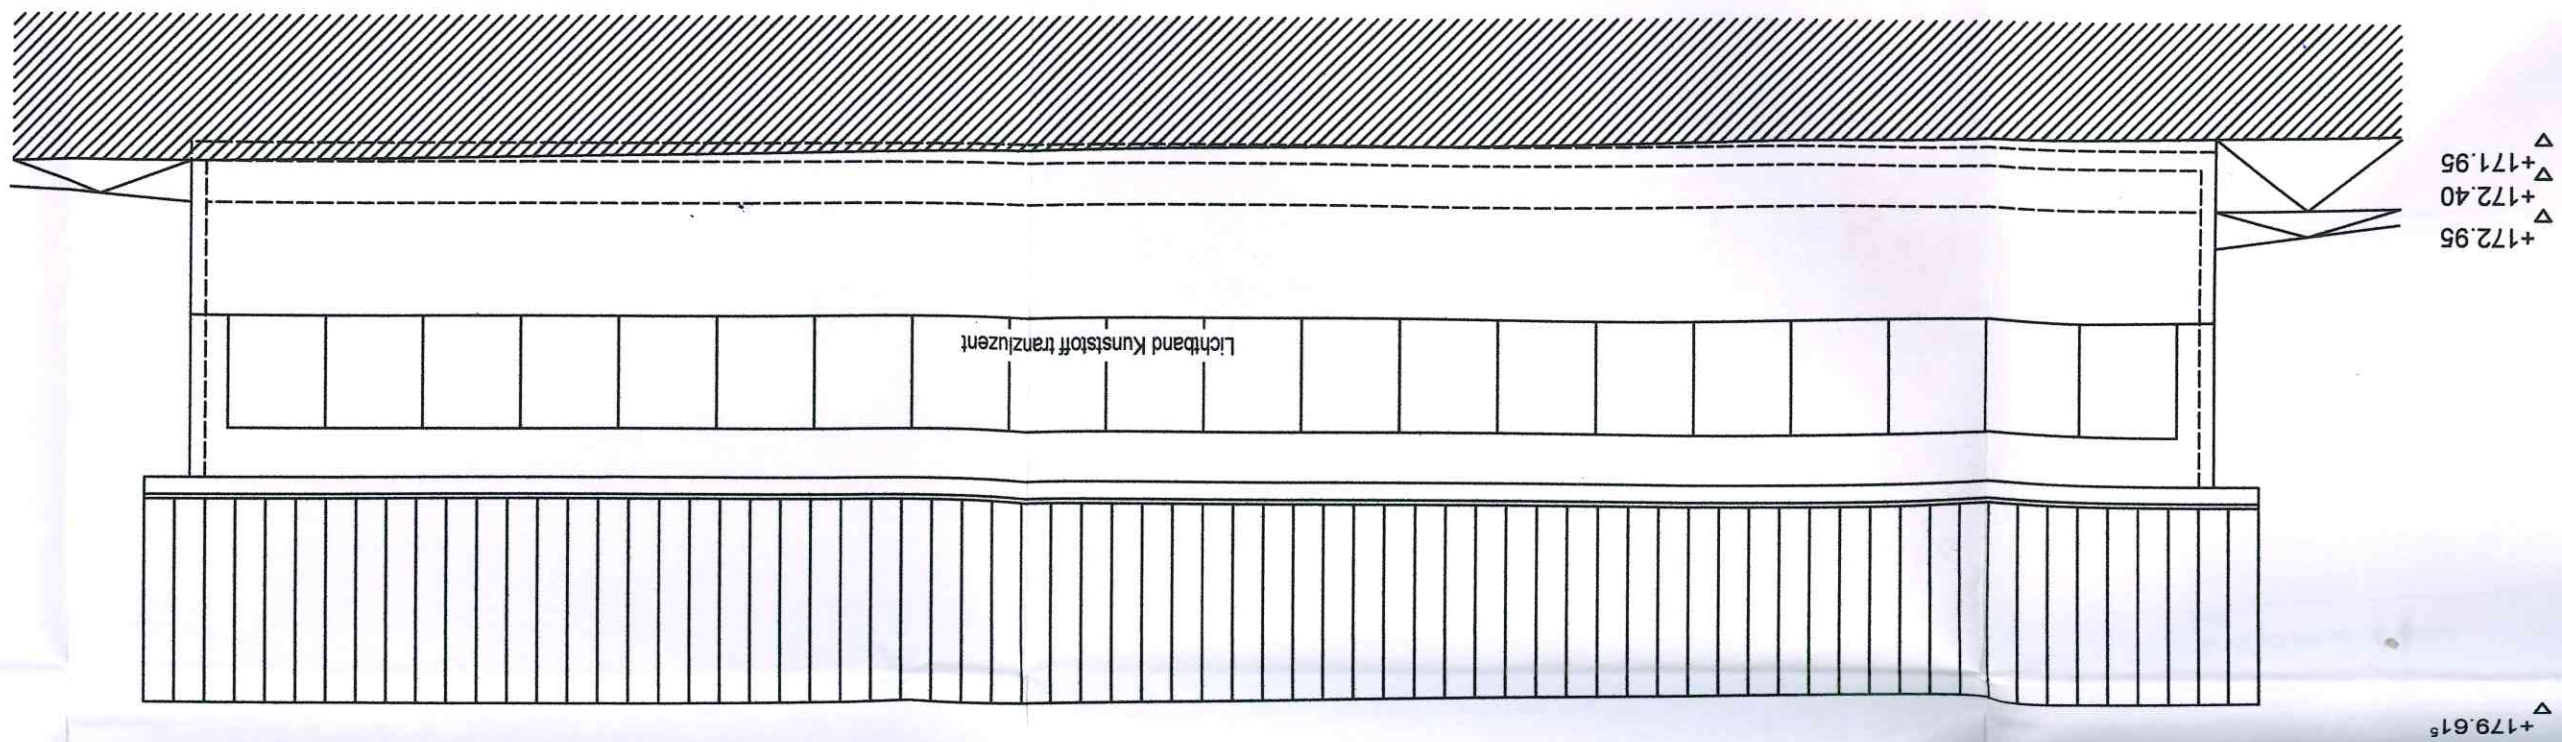 +179.61⁵
Lichtband Kunststoff tranzluzent
+172.95
+172.40
+171.95